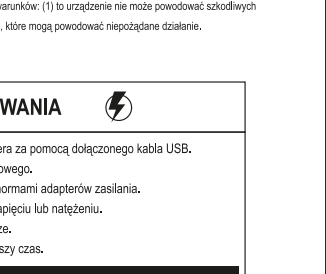 warunków: (1) to urządzenie nie może powodować szkodliwych
, które mogą powodować niepożądane działanie.
WANIA
era za pomocą dołączonego kabla USB.
owego.
normami adapterów zasilania.
apięciu lub natężeniu.
ze.
szy czas.